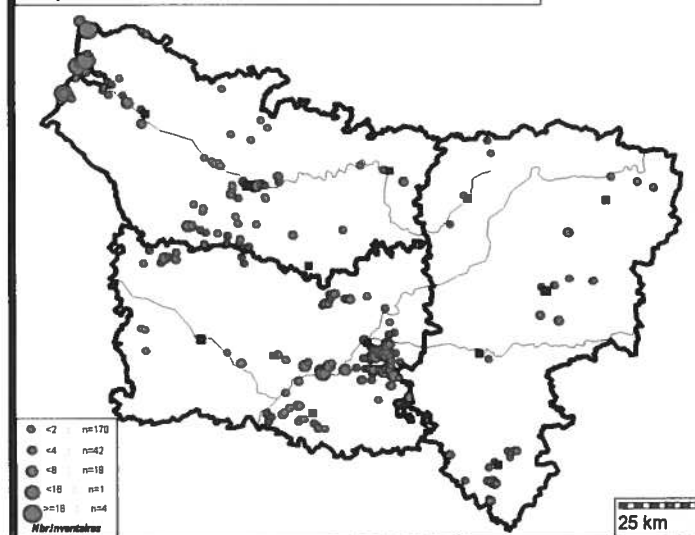 <2 : n=170
<4 : n=42
<8 : n=18
<16 : n=1
>=16 : n=4
Nbr Inventaires
25 km